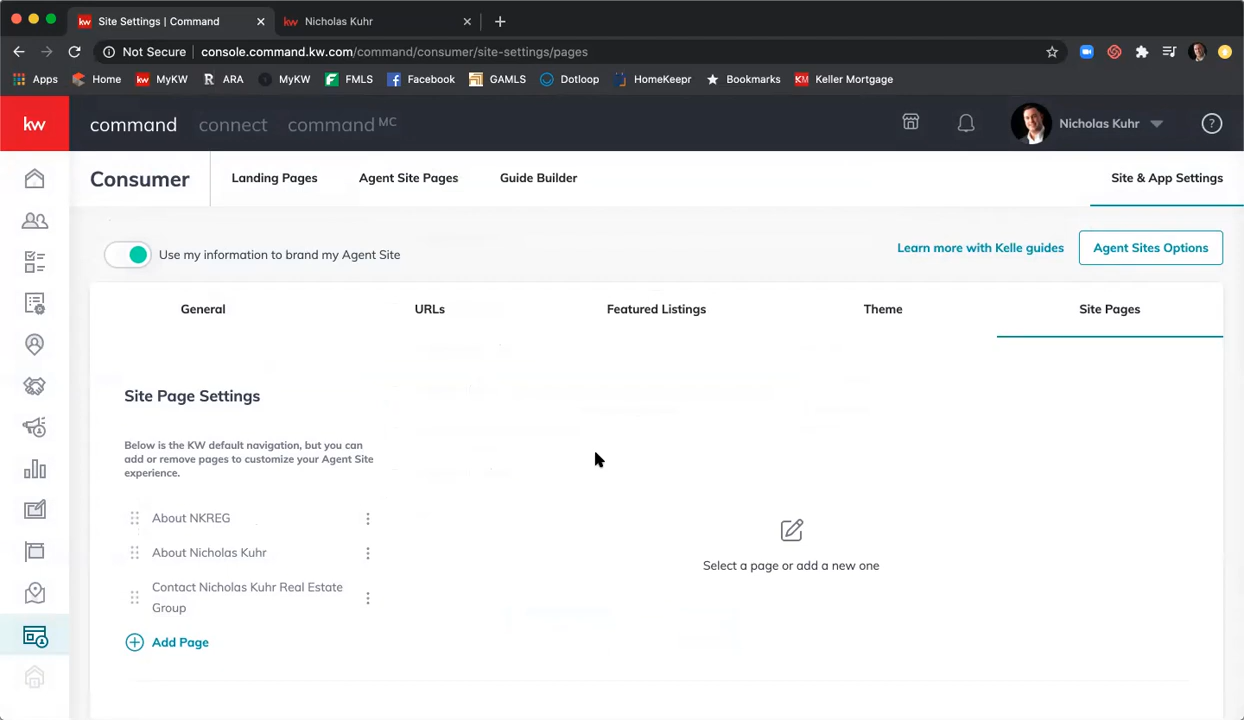 Site Settings | Command
kw Nicholas Kuhr
Not Secure console.command.kw.com/command/consumer/site-settings/pages
Apps Home kw MyKW ARA MyKW FMLS Facebook GAMLS Dotloop HomeKeepr Bookmarks KM Keller Mortgage
kw command connect command MC Nicholas Kuhr ?
Consumer Landing Pages Agent Site Pages Guide Builder Site & App Settings
Use my information to brand my Agent Site Learn more with Kelle guides Agent Sites Options
General URLs Featured Listings Theme Site Pages
Site Page Settings
Below is the KW default navigation, but you can
add or remove pages to customize your Agent Site
experience.
About NKREG
About Nicholas Kuhr
Contact Nicholas Kuhr Real Estate
Group
Add Page
Select a page or add a new one